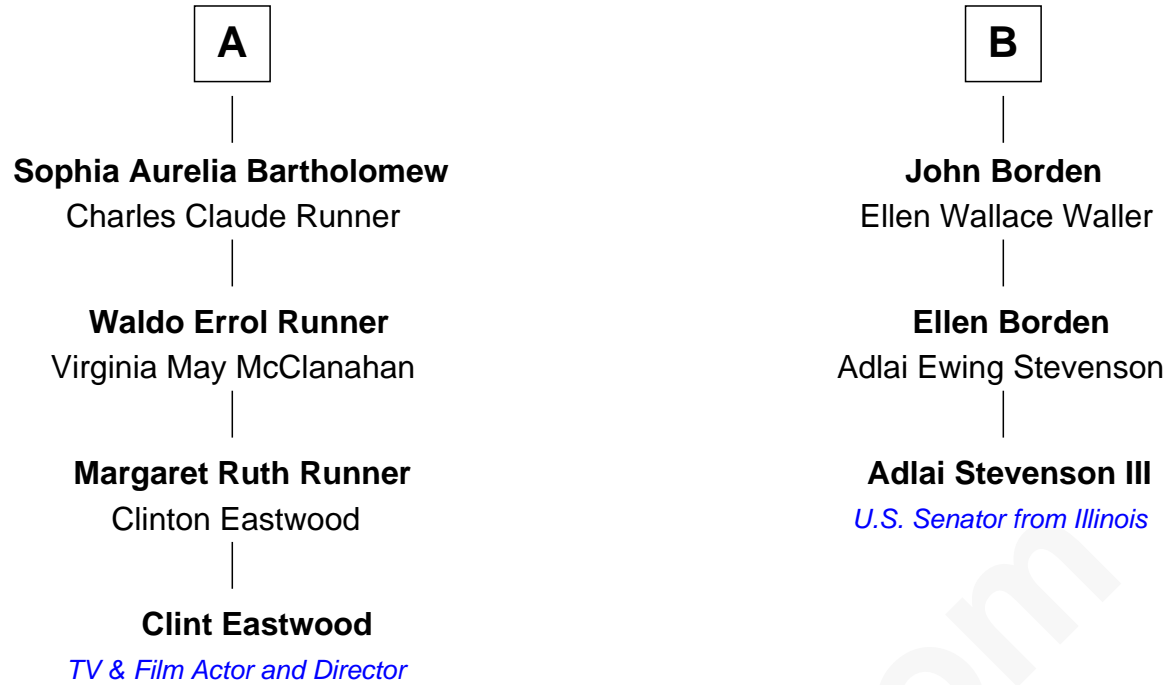 A
Sophia Aurelia Bartholomew
Charles Claude Runner
Waldo Errol Runner
Virginia May McClanahan
Margaret Ruth Runner
Clinton Eastwood
Clint Eastwood
TV & Film Actor and Director
B
John Borden
Ellen Wallace Waller
Ellen Borden
Adlai Ewing Stevenson
Adlai Stevenson III
U.S. Senator from Illinois
om